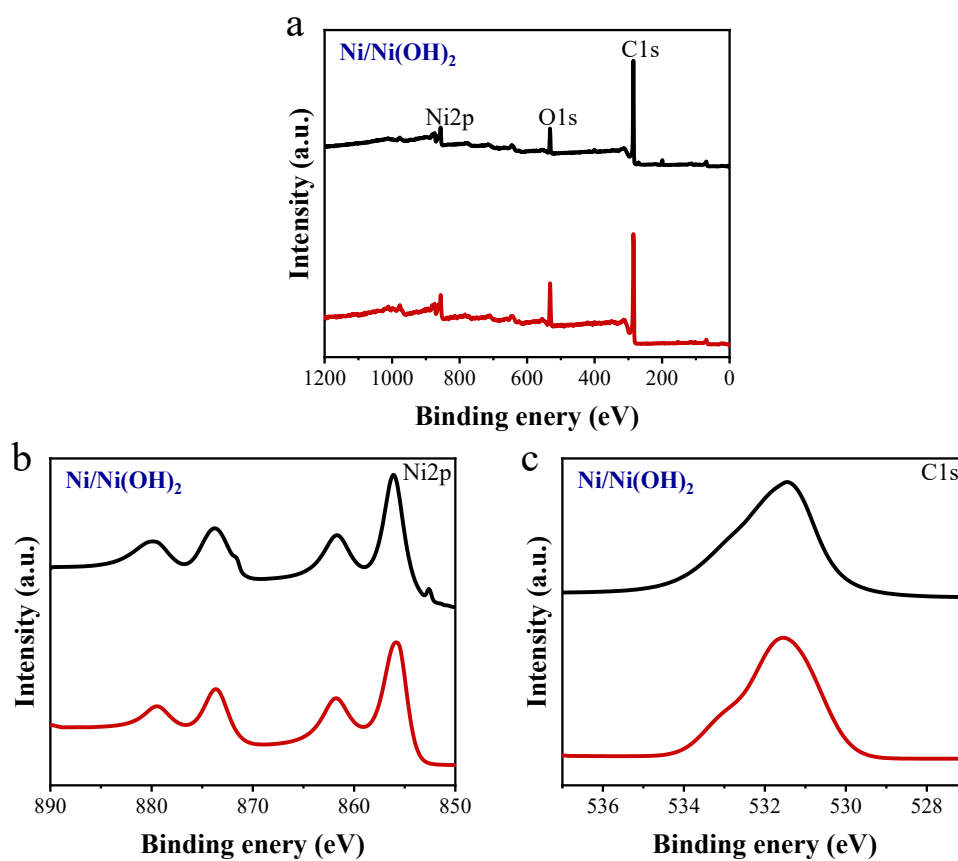 a
Ni/Ni(OH)2
C1s
Ni2p
O1s
Intensity (a.u.)
1200 1000 800 600 400 200 0
Binding enery (eV)
b
Ni/Ni(OH)2
Ni2p
Intensity (a.u.)
890 880 870 860 850
Binding enery (eV)
c
Ni/Ni(OH)2
C1s
Intensity (a.u.)
536 534 532 530 528
Binding enery (eV)